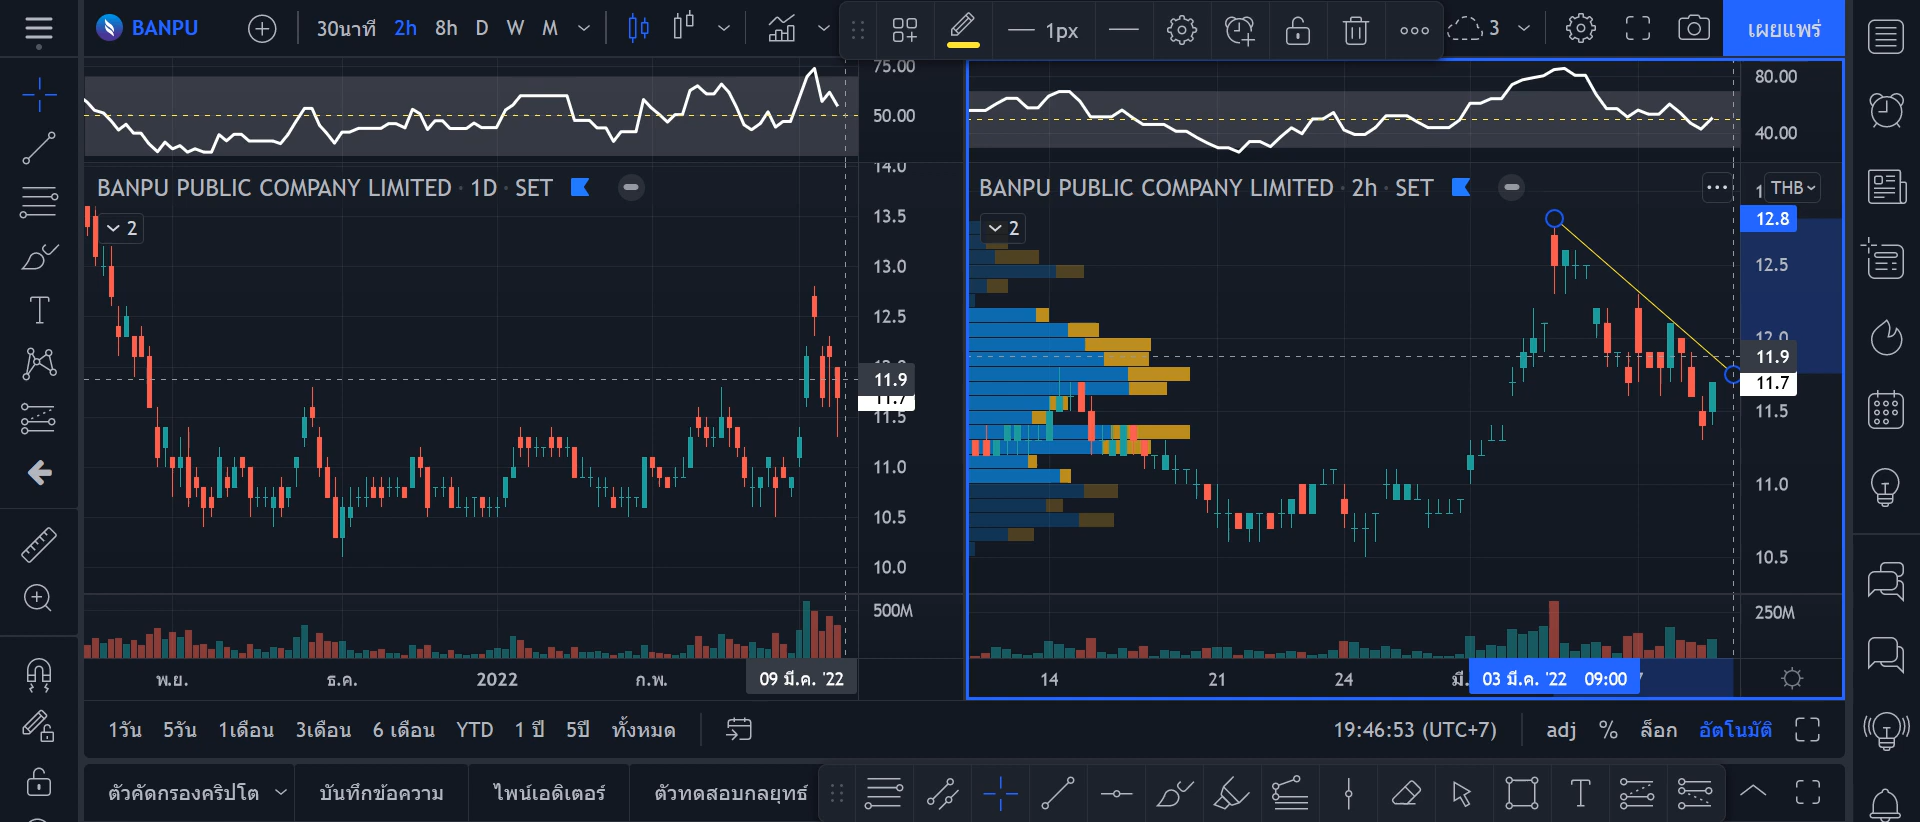 BANPU
30นาที 2h 8h D W M
1px
3
เผยแพร่
75.00
50.00
80.00
40.00
BANPU PUBLIC COMPANY LIMITED · 1D · SET
2
14.0
13.5
13.0
12.5
12.0
11.9
11.7
11.5
11.0
10.5
10.0
500M
พ.ย. ธ.ค. 2022 ก.พ. 09 มี.ค. '22
BANPU PUBLIC COMPANY LIMITED · 2h · SET
2
THB
12.8
12.5
12.0
11.9
11.7
11.5
11.0
10.5
250M
14 21 24 03 มี.ค. '22 09:00
1วัน 5วัน 1เดือน 3เดือน 6 เดือน YTD 1 ปี 5ปี ทั้งหมด
19:46:53 (UTC+7) adj % ล็อก อัตโนมัติ
ตัวคัดกรองคริปโต บันทึกข้อความ ไพน์เอดิเตอร์ ตัวทดสอบกลยุทธ์